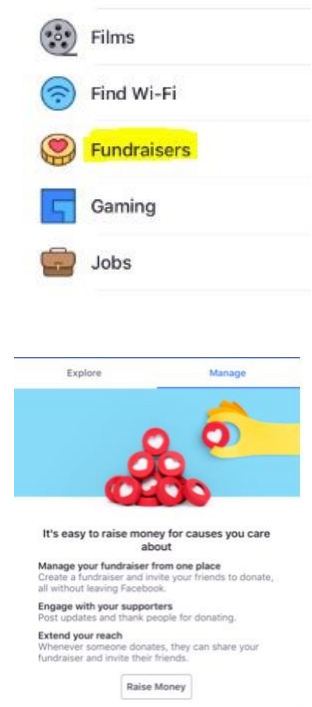 Films
Find Wi-Fi
Fundraisers
Gaming
Jobs
Explore Manage
It's easy to raise money for causes you care
about
Manage your fundraiser from one place
Create a fundraiser and invite your friends to donate,
all without leaving Facebook.
Engage with your supporters
Post updates and thank people for donating.
Extend your reach
Whenever someone donates, they can share your
fundraiser and invite their friends.
Raise Money